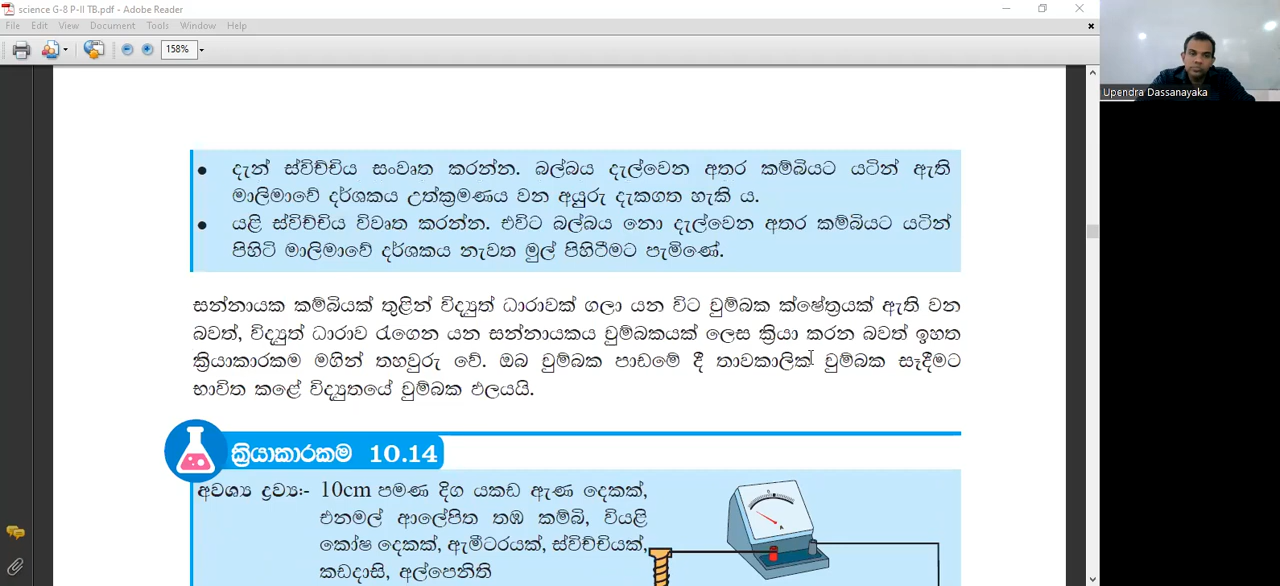 science G-8 P-II TB.pdf - Adobe Reader
File Edit View Document Tools Window Help
158%
Upendra Dassanayaka
● දැන් ස්විච්චිය සංවෘත කරන්න. බල්බය දැල්වෙන අතර කම්බියට යටින් ඇති
මාලිමාවේ දර්ශකය උත්ක්‍රමණය වන අයුරු දැකගත හැකි ය.
● යළි ස්විච්චිය විවෘත කරන්න. එවිට බල්බය නො දැල්වෙන අතර කම්බියට යටින්
පිහිටි මාලිමාවේ දර්ශකය නැවත මුල් පිහිටීමට පැමිණේ.
සන්නායක කම්බියක් තුළින් විද්‍යුත් ධාරාවක් ගලා යන විට චුම්බක ක්ෂේත්‍රයක් ඇති වන
බවත්, විද්‍යුත් ධාරාව රැගෙන යන සන්නායකය චුම්බකයක් ලෙස ක්‍රියා කරන බවත් ඉහත
ක්‍රියාකාරකම මගින් තහවුරු වේ. ඔබ චුම්බක පාඩමේ දී තාවකාලික චුම්බක සෑදීමට
භාවිත කළේ විද්‍යුතයේ චුම්බක ඵලයයි.
ක්‍රියාකාරකම 10.14
අවශ්‍ය ද්‍රව්‍ය:- 10cm පමණ දිග යකඩ ඇණ දෙකක්,
එනමල් ආලේපිත තඹ කම්බි, වියළි
කෝෂ දෙකක්, ඇමීටරයක්, ස්විච්චියක්,
කඩදාසි, අල්පෙනිති
A